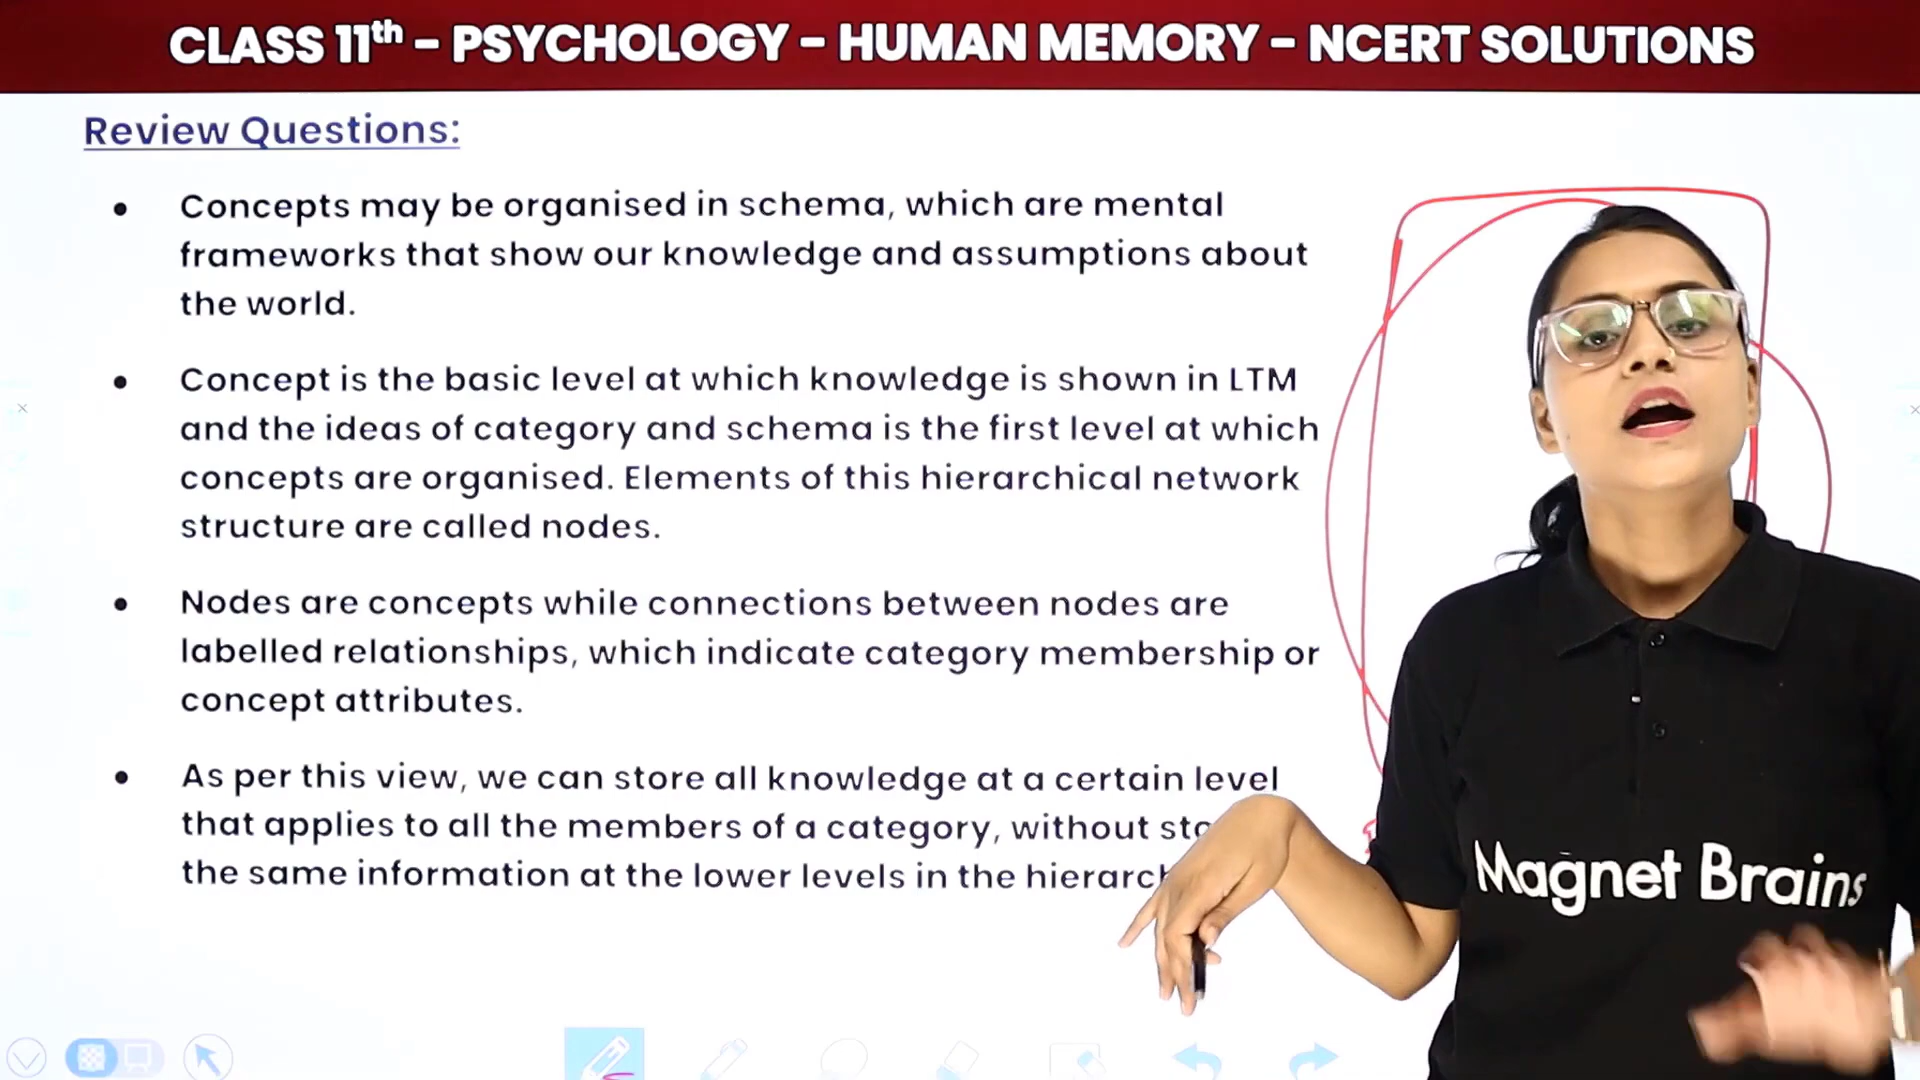 CLASS 11th – PSYCHOLOGY – HUMAN MEMORY – NCERT SOLUTIONS
Review Questions:
• Concepts may be organised in schema, which are mental
frameworks that show our knowledge and assumptions about
the world.
• Concept is the basic level at which knowledge is shown in LTM
and the ideas of category and schema is the first level at which
concepts are organised. Elements of this hierarchical network
structure are called nodes.
• Nodes are concepts while connections between nodes are
labelled relationships, which indicate category membership or
concept attributes.
• As per this view, we can store all knowledge at a certain level
that applies to all the members of a category, without
the same information at the lower levels in the
Magnet Brains